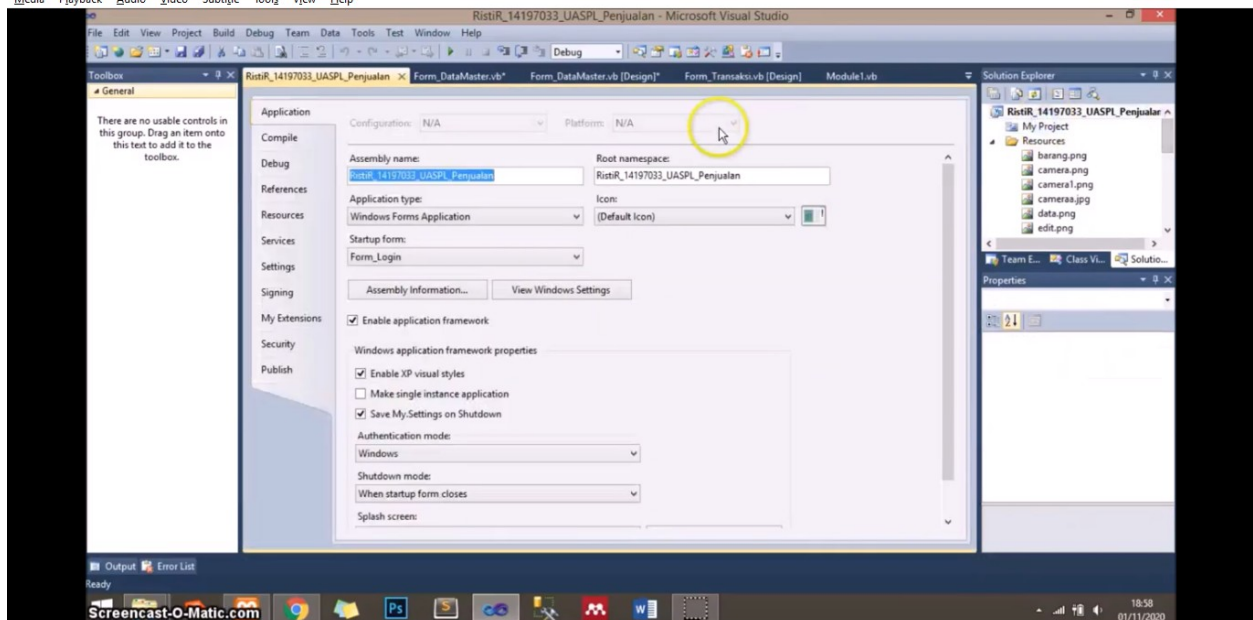 Media Playback Audio Video Subtitle Tools View Help
RistiR_14197033_UASPL_Penjualan - Microsoft Visual Studio
File Edit View Project Build Debug Team Data Tools Test Window Help
Debug
Toolbox
RistiR_14197033_UASPL_Penjualan Form_DataMaster.vb* Form_DataMaster.vb [Design]* Form_Transaksi.vb [Design] Module1.vb
Solution Explorer
General
There are no usable controls in
this group. Drag an item onto
this text to add it to the
toolbox.
Application
Compile
Debug
References
Resources
Services
Settings
Signing
My Extensions
Security
Publish
Configuration: N/A Platform: N/A
Assembly name: Root namespace:
RistiR_14197033_UASPL_Penjualan RistiR_14197033_UASPL_Penjualan
Application type: Icon:
Windows Forms Application (Default Icon)
Startup form:
Form_Login
Assembly Information... View Windows Settings
Enable application framework
Windows application framework properties
Enable XP visual styles
Make single instance application
Save My.Settings on Shutdown
Authentication mode:
Windows
Shutdown mode:
When startup form closes
Splash screen:
RistiR_14197033_UASPL_Penjualan
My Project
Resources
barang.png
camera.png
camera1.png
cameraa.jpg
data.png
edit.png
Team E... Class Vi... Solutio...
Properties
Output Error List
Ready
Screencast-O-Matic.com
Ps
S
W
18:58
01/11/2020